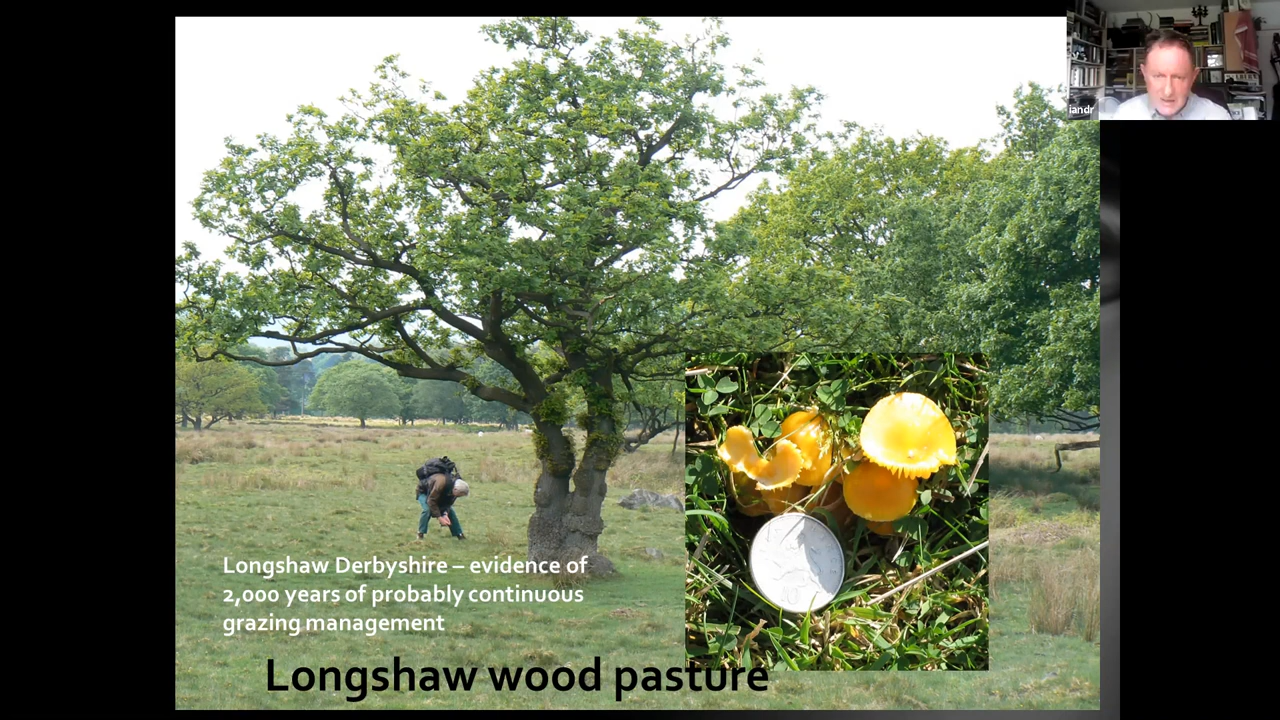 iandr
Longshaw Derbyshire – evidence of
2,000 years of probably continuous
grazing management
Longshaw wood pasture